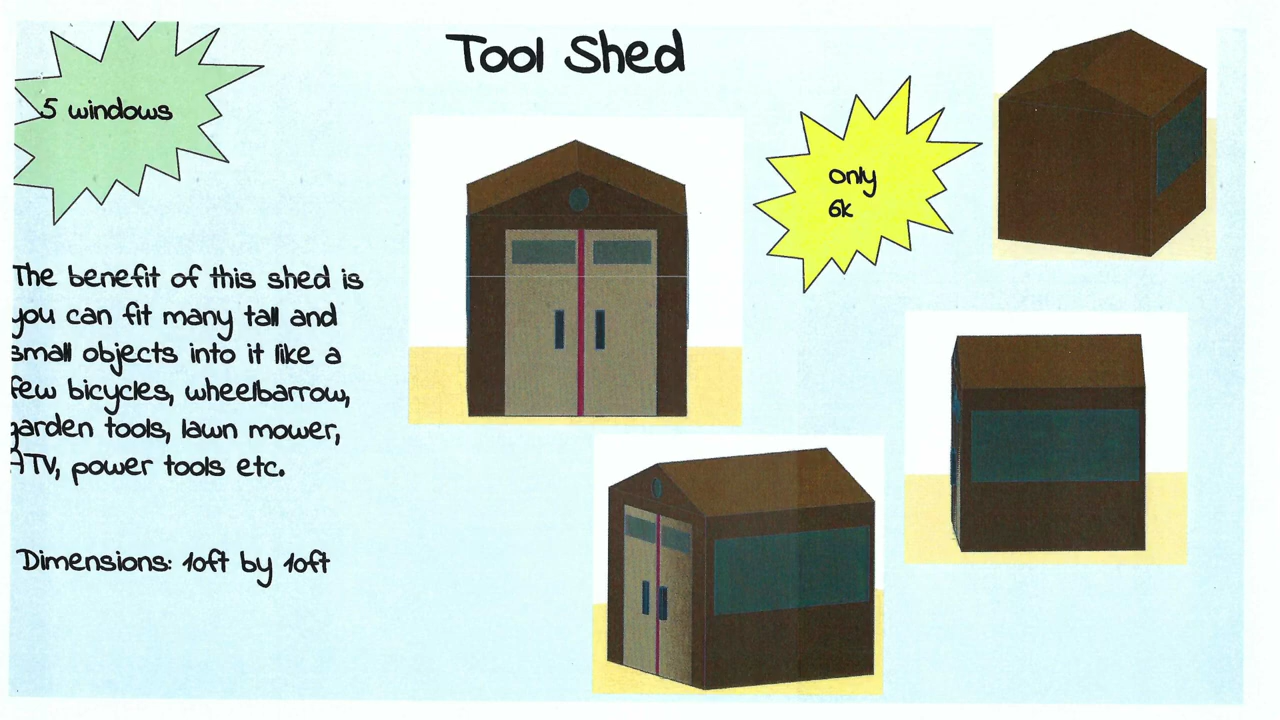 Tool Shed
5 windows
only
6k
The benefit of this shed is
you can fit many tall and
small objects into it like a
few bicycles, wheelbarrow,
garden tools, lawn mower,
ATV, power tools etc.
Dimensions: 10ft by 10ft